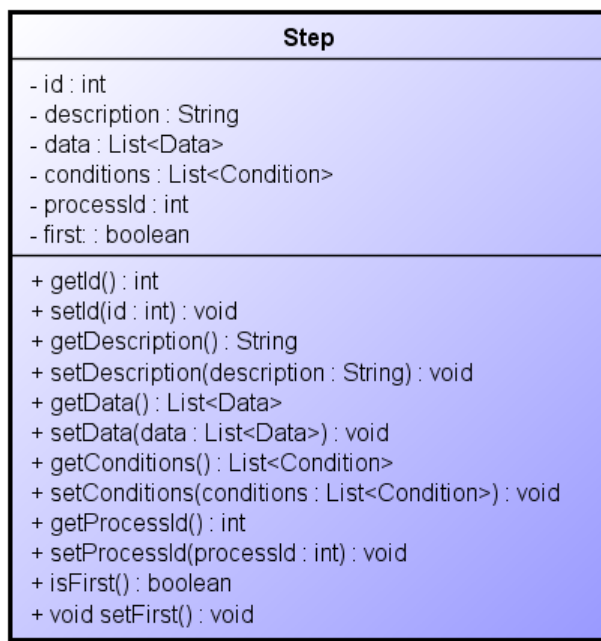 Step
- id : int
- description : String
- data : List<Data>
- conditions : List<Condition>
- processId : int
- first: : boolean
+ getId() : int
+ setId(id : int) : void
+ getDescription() : String
+ setDescription(description : String) : void
+ getData() : List<Data>
+ setData(data : List<Data>) : void
+ getConditions() : List<Condition>
+ setConditions(conditions : List<Condition>) : void
+ getProcessId() : int
+ setProcessId(processId : int) : void
+ isFirst() : boolean
+ void setFirst() : void